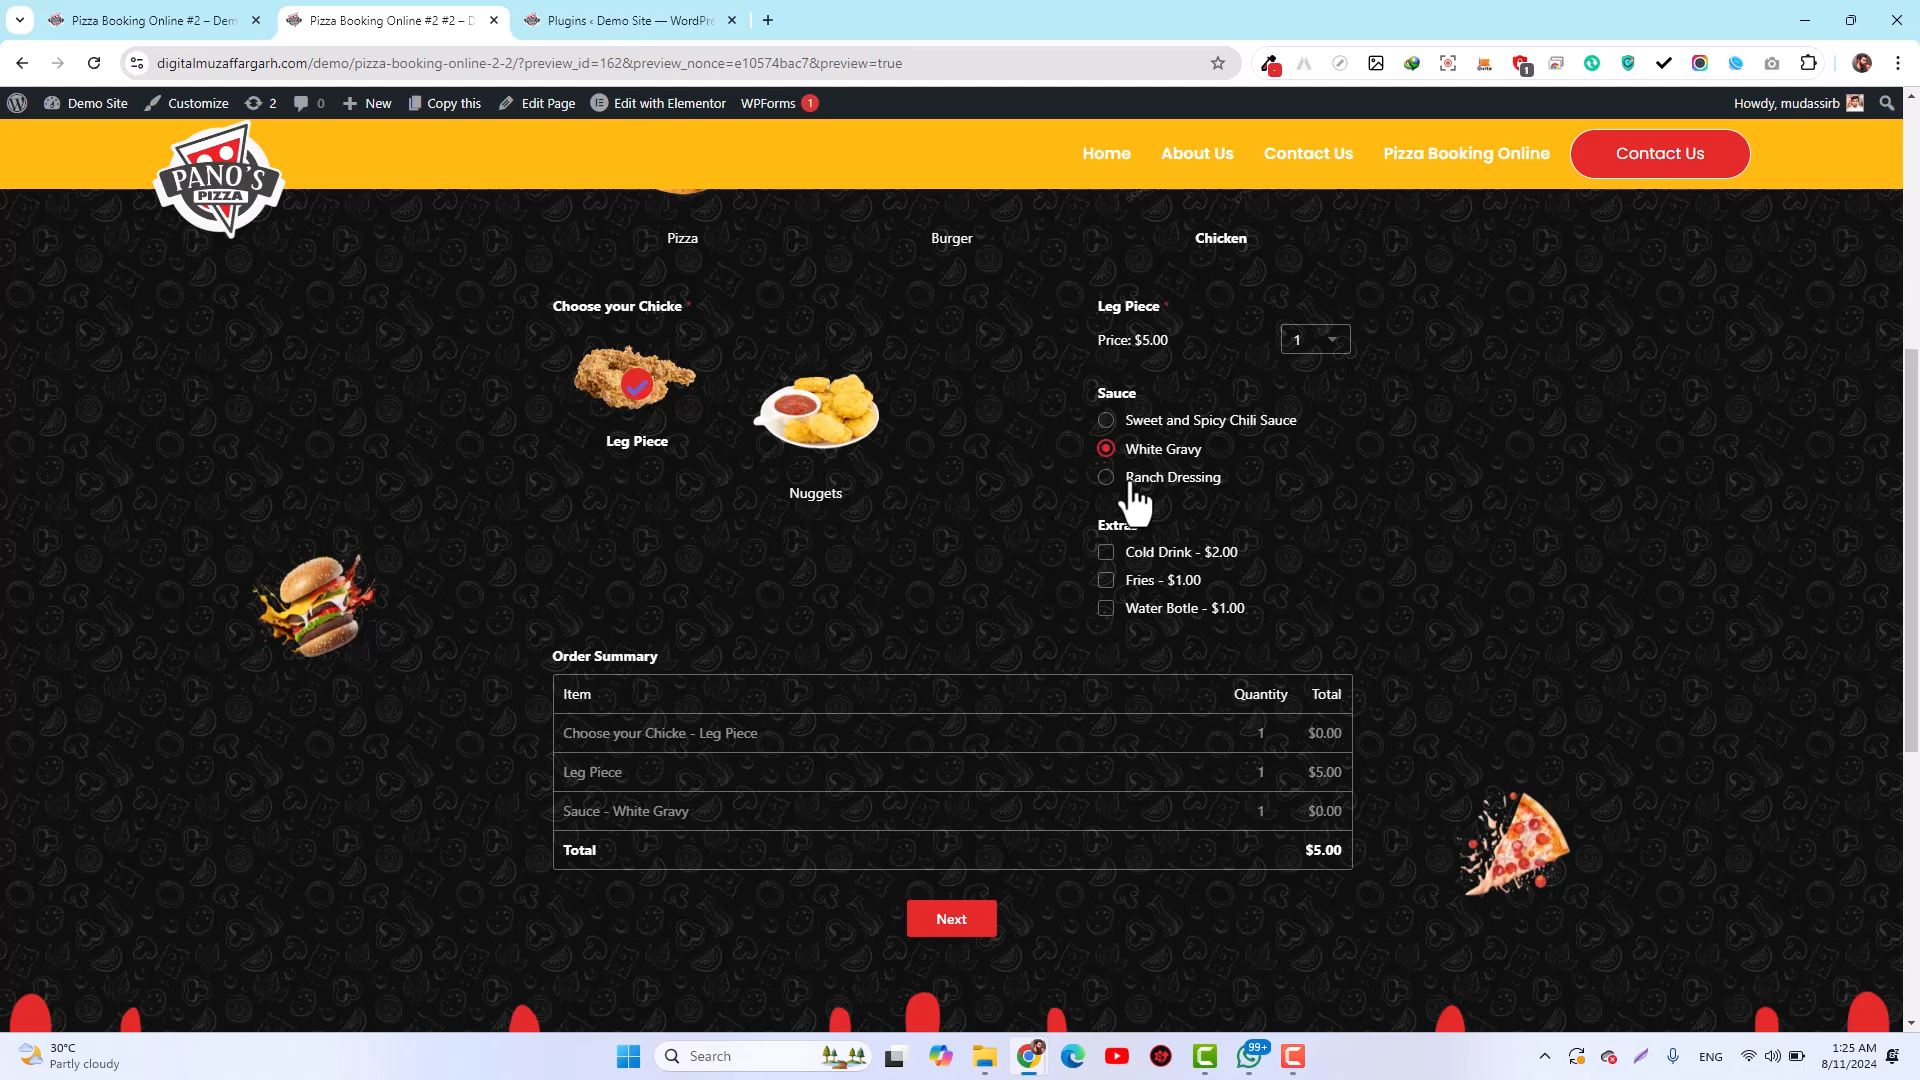 Pizza Booking Online #2 – Dem
Pizza Booking Online #2 #2 – D
Plugins ‹ Demo Site — WordPre
digitalmuzaffargarh.com/demo/pizza-booking-online-2-2/?preview_id=162&preview_nonce=e10574bac7&preview=true
1
Demo Site
Customize
2
0
New
Copy this
Edit Page
Edit with Elementor
WPForms 1
Howdy, mudassirb
PANO'S
PIZZA
Home
About Us
Contact Us
Pizza Booking Online
Contact Us
Pizza
Burger
Chicken
Choose your Chicke *
Leg Piece
Nuggets
Leg Piece *
Price: $5.00
1
Sauce
Sweet and Spicy Chili Sauce
White Gravy
Ranch Dressing
Cold Drink - $2.00
Fries - $1.00
Water Botle - $1.00
Order Summary
Item Quantity Total
Choose your Chicke - Leg Piece 1 $0.00
Leg Piece 1 $5.00
Sauce - White Gravy 1 $0.00
Total $5.00
Next
30°C
Partly cloudy
Search
99+
ENG
1:25 AM
8/11/2024